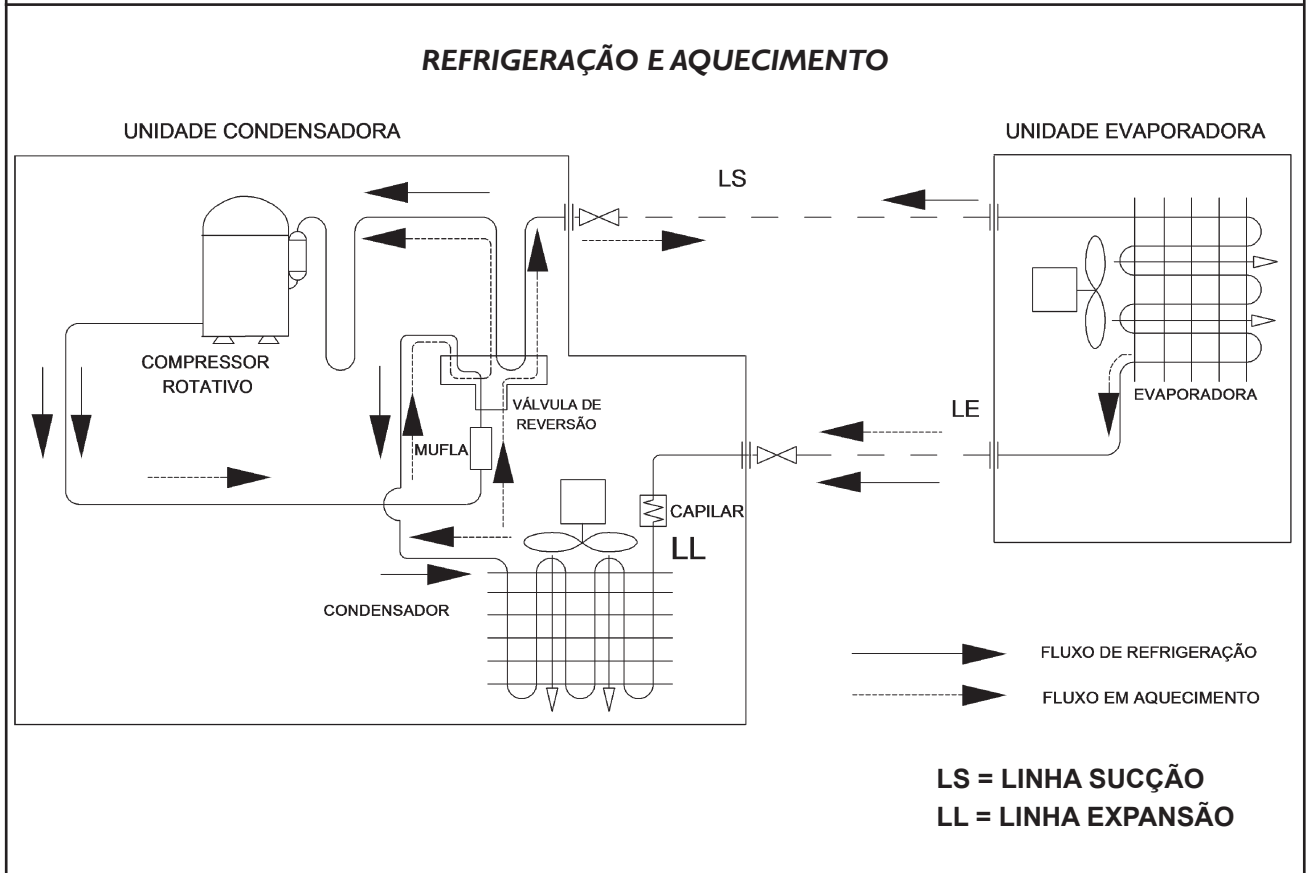 REFRIGERAÇÃO E AQUECIMENTO
UNIDADE CONDENSADORA
UNIDADE EVAPORADORA
LS
COMPRESSOR
ROTATIVO
VÁLVULA DE
REVERSÃO
EVAPORADORA
LE
MUFLA
CAPILAR
LL
CONDENSADOR
FLUXO DE REFRIGERAÇÃO
FLUXO EM AQUECIMENTO
LS = LINHA SUCÇÃO
LL = LINHA EXPANSÃO